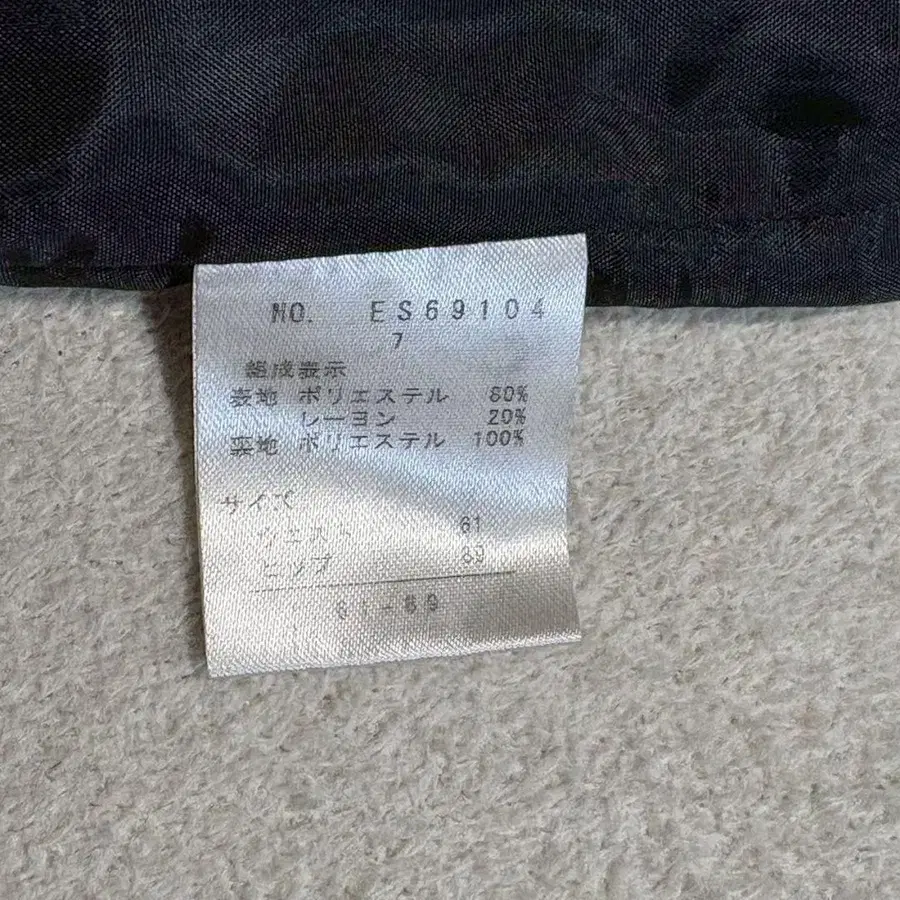 NO. ES69104
7
組成表示
表地 ポリエステル 80%
レーヨン 20%
裏地 ポリエステル 100%
サイズ
ウエスト 61
ヒップ 89
61-89